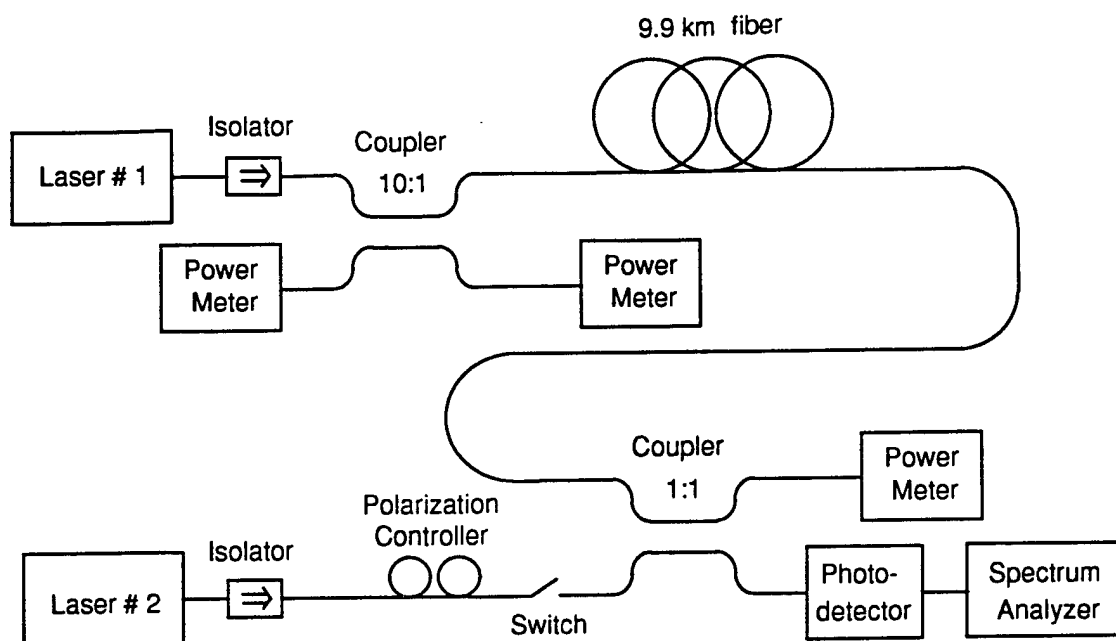 9.9 km fiber
Isolator
Coupler
10:1
Laser # 1
Power
Meter
Power
Meter
Coupler
1:1
Power
Meter
Polarization
Controller
Isolator
Laser # 2
Switch
Photo-
detector
Spectrum
Analyzer